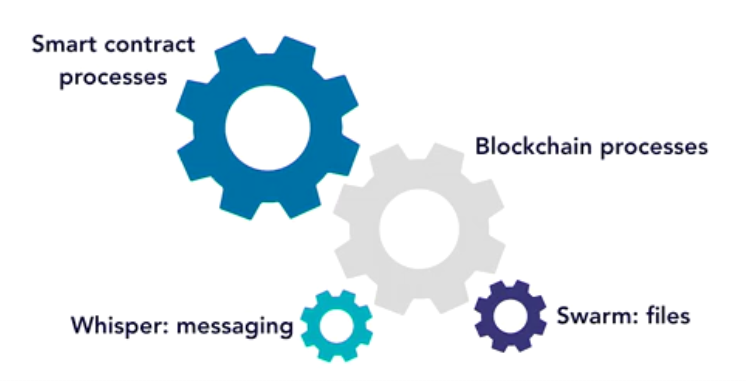 Smart contract
processes
Blockchain processes
Whisper: messaging
Swarm: files